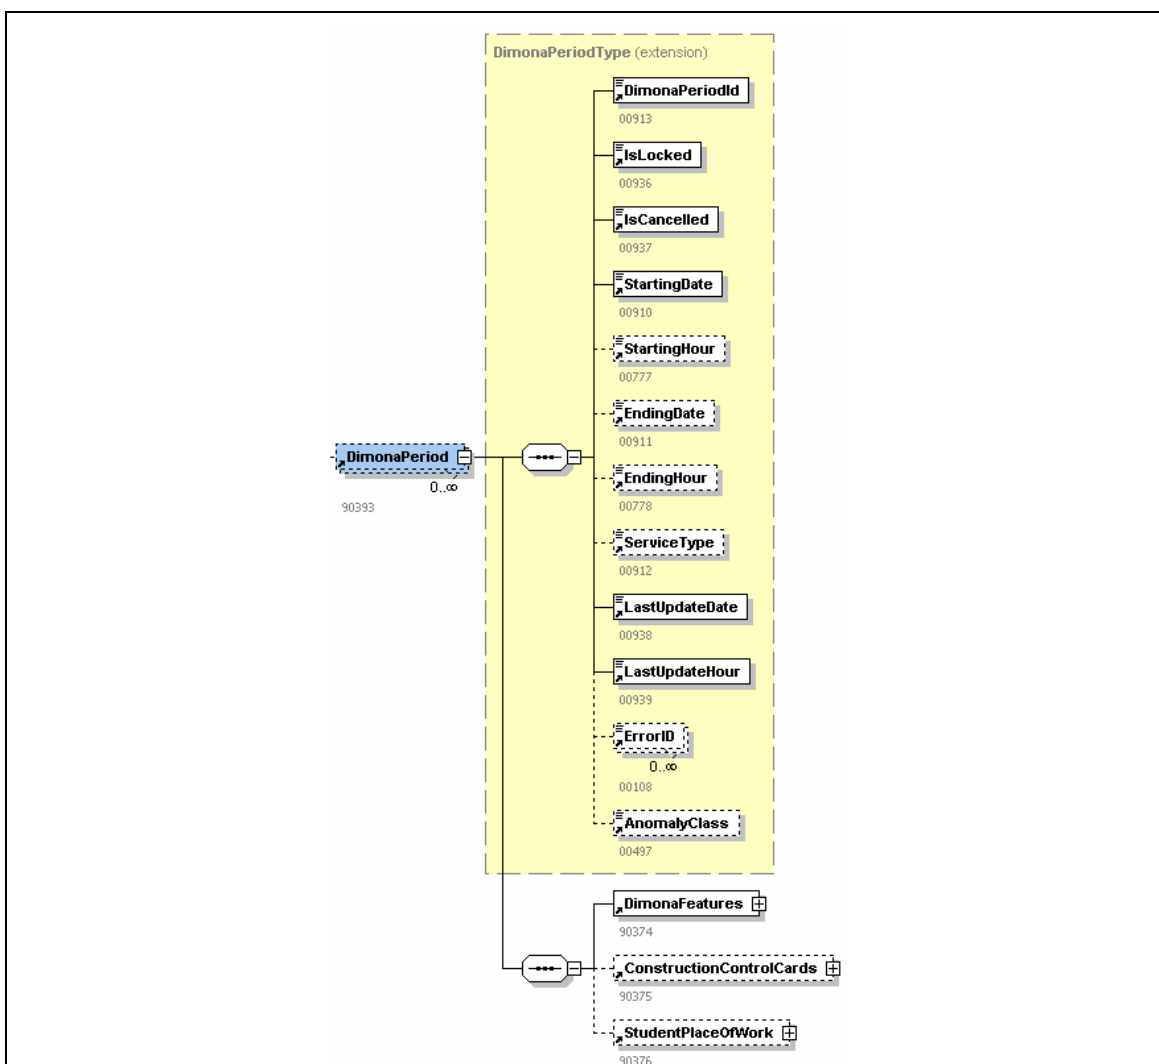 DimonaPeriodType (extension)
DimonaPeriodId
00913
IsLocked
00936
IsCancelled
00937
StartingDate
00910
StartingHour
00777
EndingDate
00911
DimonaPeriod
0..∞
90393
EndingHour
00778
ServiceType
00912
LastUpdateDate
00938
LastUpdateHour
00939
ErrorID
0..∞
00108
AnomalyClass
00497
DimonaFeatures
90374
ConstructionControlCards
90375
StudentPlaceOfWork
90376